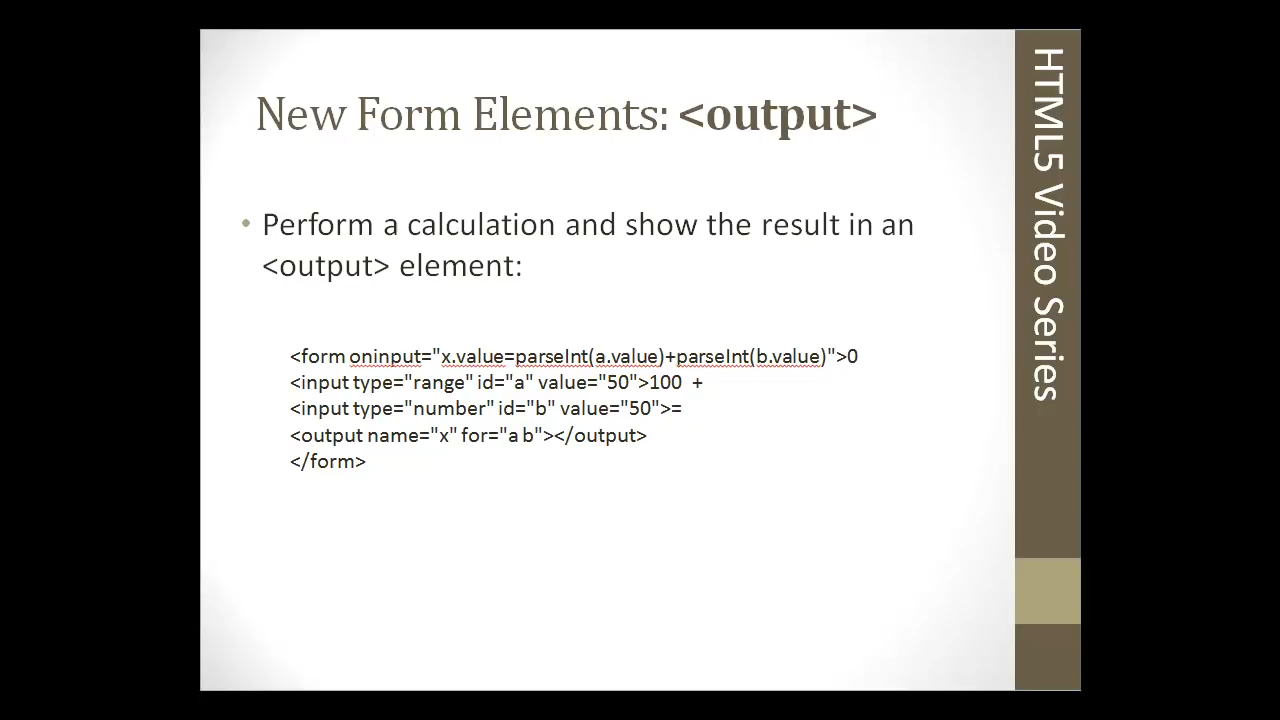 New Form Elements: <output>
• Perform a calculation and show the result in an
<output> element:
<form oninput="x.value=parseInt(a.value)+parseInt(b.value)">0
<input type="range" id="a" value="50">100 +
<input type="number" id="b" value="50">=
<output name="x" for="a b"></output>
</form>
HTML5 Video Series